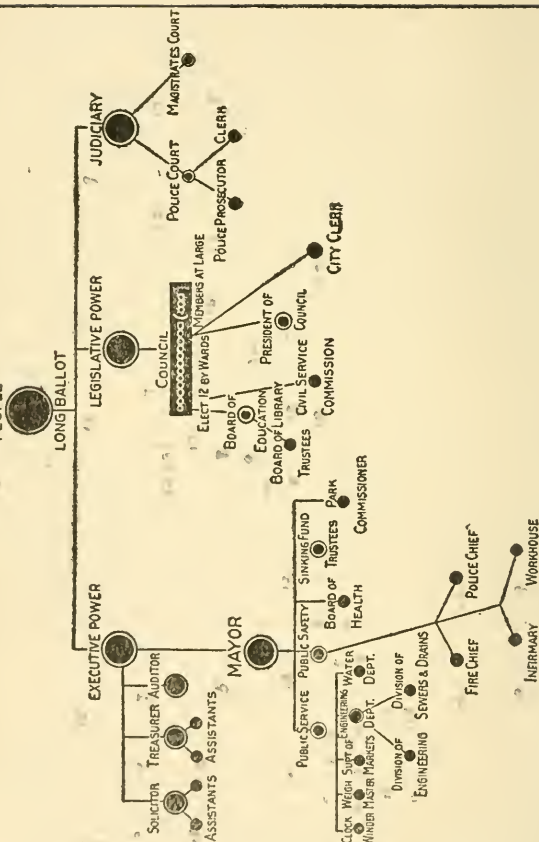 LONG BALLOT
EXECUTIVE POWER
LEGISLATIVE POWER
JUDICIARY
SOLICITOR
TREASURER
AUDITOR
ASSISTANTS
ASSISTANTS
MAYOR
COUNCIL
ELECT 12 BY WARDS
MEMBERS AT LARGE
BOARD OF
EDUCATION
BOARD OF LIBRARY
TRUSTEES
CIVIL SERVICE
COMMISSION
PRESIDENT OF
COUNCIL
CITY CLERK
POLICE COURT
MAGISTRATES COURT
POLICE PROSECUTOR
CLERK
PUBLIC SERVICE
PUBLIC SAFETY
BOARD OF
HEALTH
SINKING FUND
TRUSTEES
PARK
COMMISSIONER
CLOCK
WINDER
WEIGH
MASTER
SUPT OF
MARKETS
ENGINEERING
DEPT.
WATER
DEPT.
DIVISION OF
ENGINEERING
DIVISION OF
SEWERS & DRAINS
FIRE CHIEF
POLICE CHIEF
INFIRMARY
WORKHOUSE